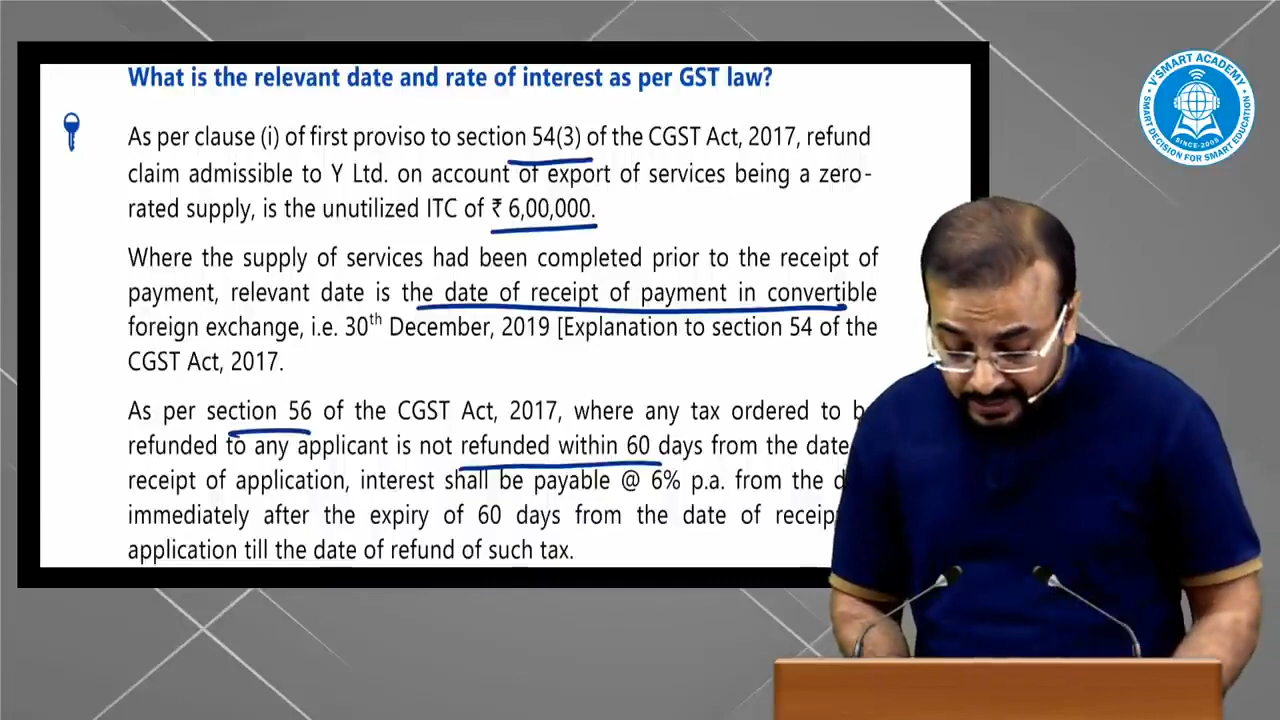 What is the relevant date and rate of interest as per GST law?
As per clause (i) of first proviso to section 54(3) of the CGST Act, 2017, refund
claim admissible to Y Ltd. on account of export of services being a zero-
rated supply, is the unutilized ITC of ₹ 6,00,000.
Where the supply of services had been completed prior to the receipt of
payment, relevant date is the date of receipt of payment in convertible
foreign exchange, i.e. 30th December, 2019 [Explanation to section 54 of the
CGST Act, 2017.
As per section 56 of the CGST Act, 2017, where any tax ordered to
refunded to any applicant is not refunded within 60 days from the date
receipt of application, interest shall be payable @ 6% p.a. from the
immediately after the expiry of 60 days from the date of
application till the date of refund of such tax.
V'SMART ACADEMY
SMART DECISION FOR SMART EDUCATION
SINCE-2005